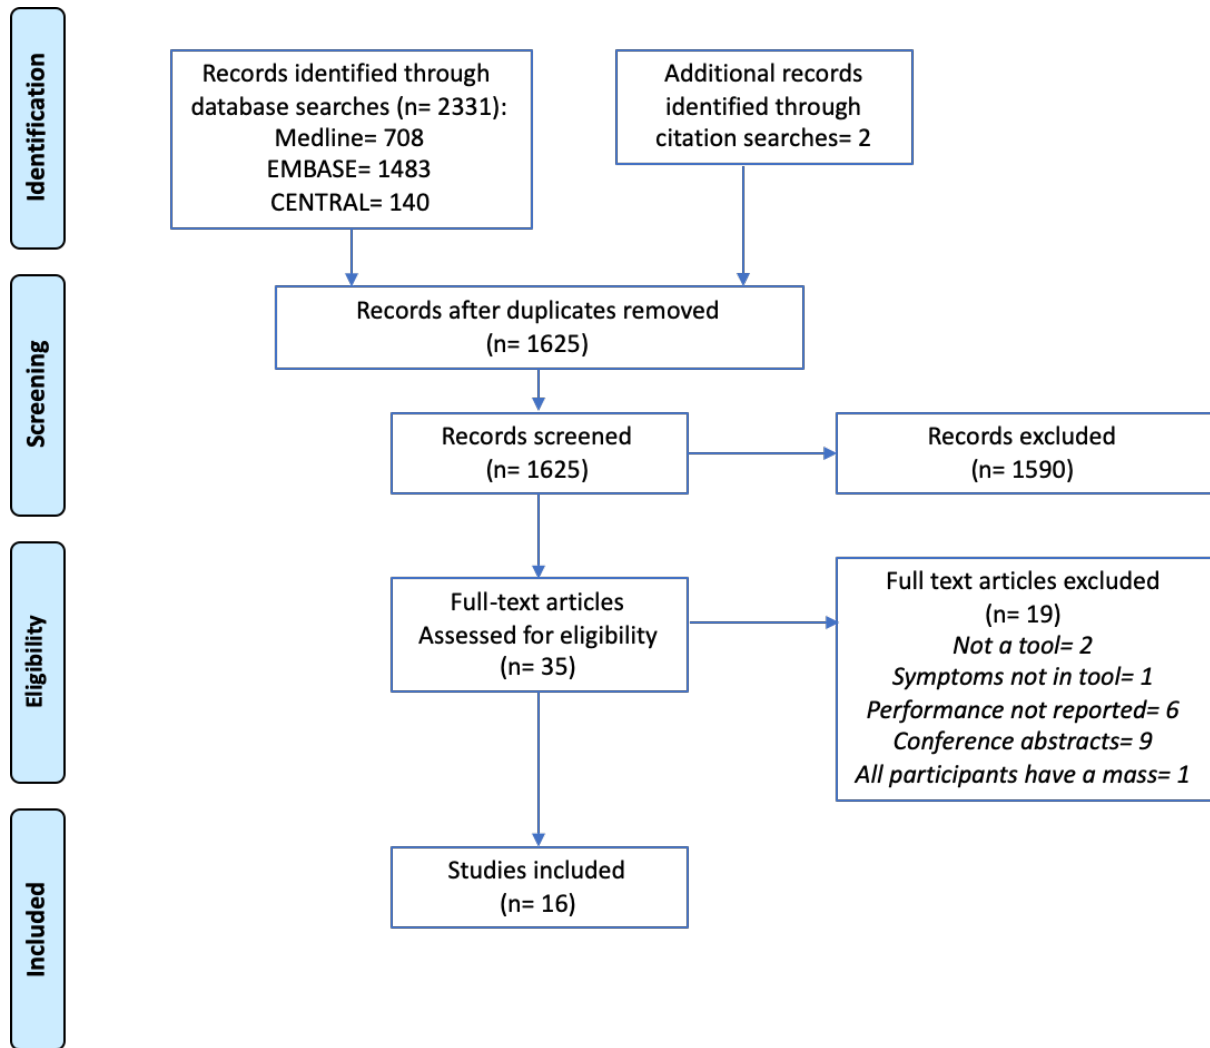 Identification
Records identified through
database searches (n= 2331):
Medline= 708
EMBASE= 1483
CENTRAL= 140
Additional records
identified through
citation searches= 2
Screening
Records after duplicates removed
(n= 1625)
Records screened
(n= 1625)
Records excluded
(n= 1590)
Eligibility
Full-text articles
Assessed for eligibility
(n= 35)
Full text articles excluded
(n= 19)
Not a tool= 2
Symptoms not in tool= 1
Performance not reported= 6
Conference abstracts= 9
All participants have a mass= 1
Included
Studies included
(n= 16)